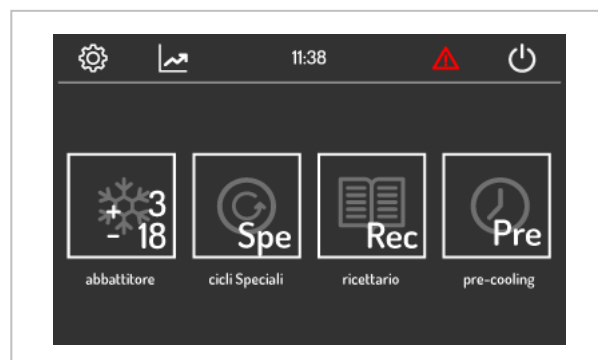 11:38
+3
-18
Spe
Rec
Pre
abbattitore
cicli Speciali
ricettario
pre-cooling